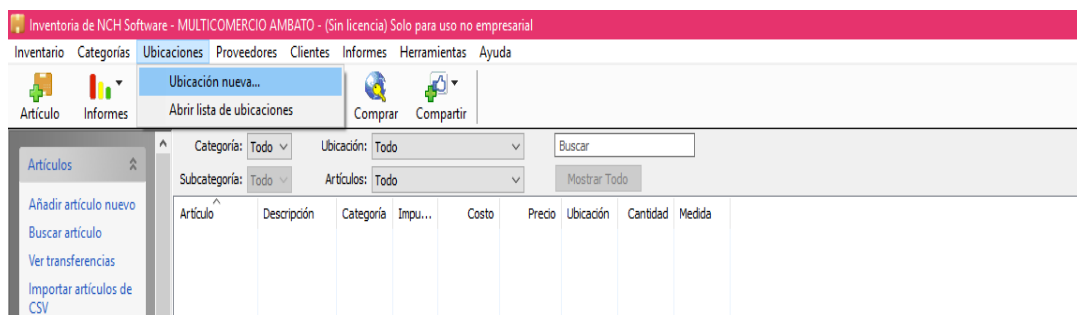 Inventoria de NCH Software - MULTICOMERCIO AMBATO - (Sin licencia) Solo para uso no empresarial
Inventario Categorías Ubicaciones Proveedores Clientes Informes Herramientas Ayuda
Ubicación nueva...
Abrir lista de ubicaciones
Artículo Informes Comprar Compartir
Categoría: Todo Ubicación: Todo Buscar
Subcategoría: Todo Artículos: Todo Mostrar Todo
Artículos
Añadir artículo nuevo
Buscar artículo
Ver transferencias
Importar artículos de
CSV
Artículo Descripción Categoría Impu... Costo Precio Ubicación Cantidad Medida